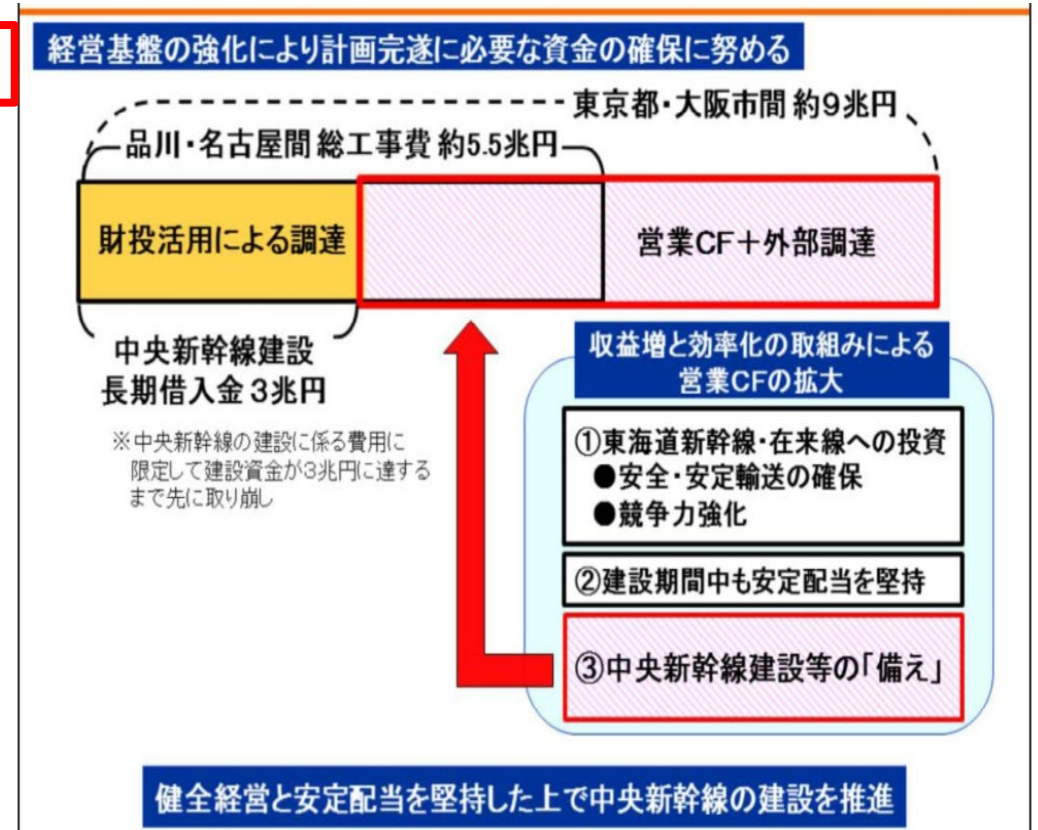 経営基盤の強化により計画完遂に必要な資金の確保に努める
東京都・大阪市間 約9兆円
品川・名古屋間 総工事費 約5.5兆円
財投活用による調達
営業CF＋外部調達
中央新幹線建設
長期借入金 3兆円
※中央新幹線の建設に係る費用に
限定して建設資金が3兆円に達する
まで先に取り崩し
収益増と効率化の取組みによる
営業CFの拡大
①東海道新幹線・在来線への投資
●安全・安定輸送の確保
●競争力強化
②建設期間中も安定配当を堅持
③中央新幹線建設等の「備え」
健全経営と安定配当を堅持した上で中央新幹線の建設を推進